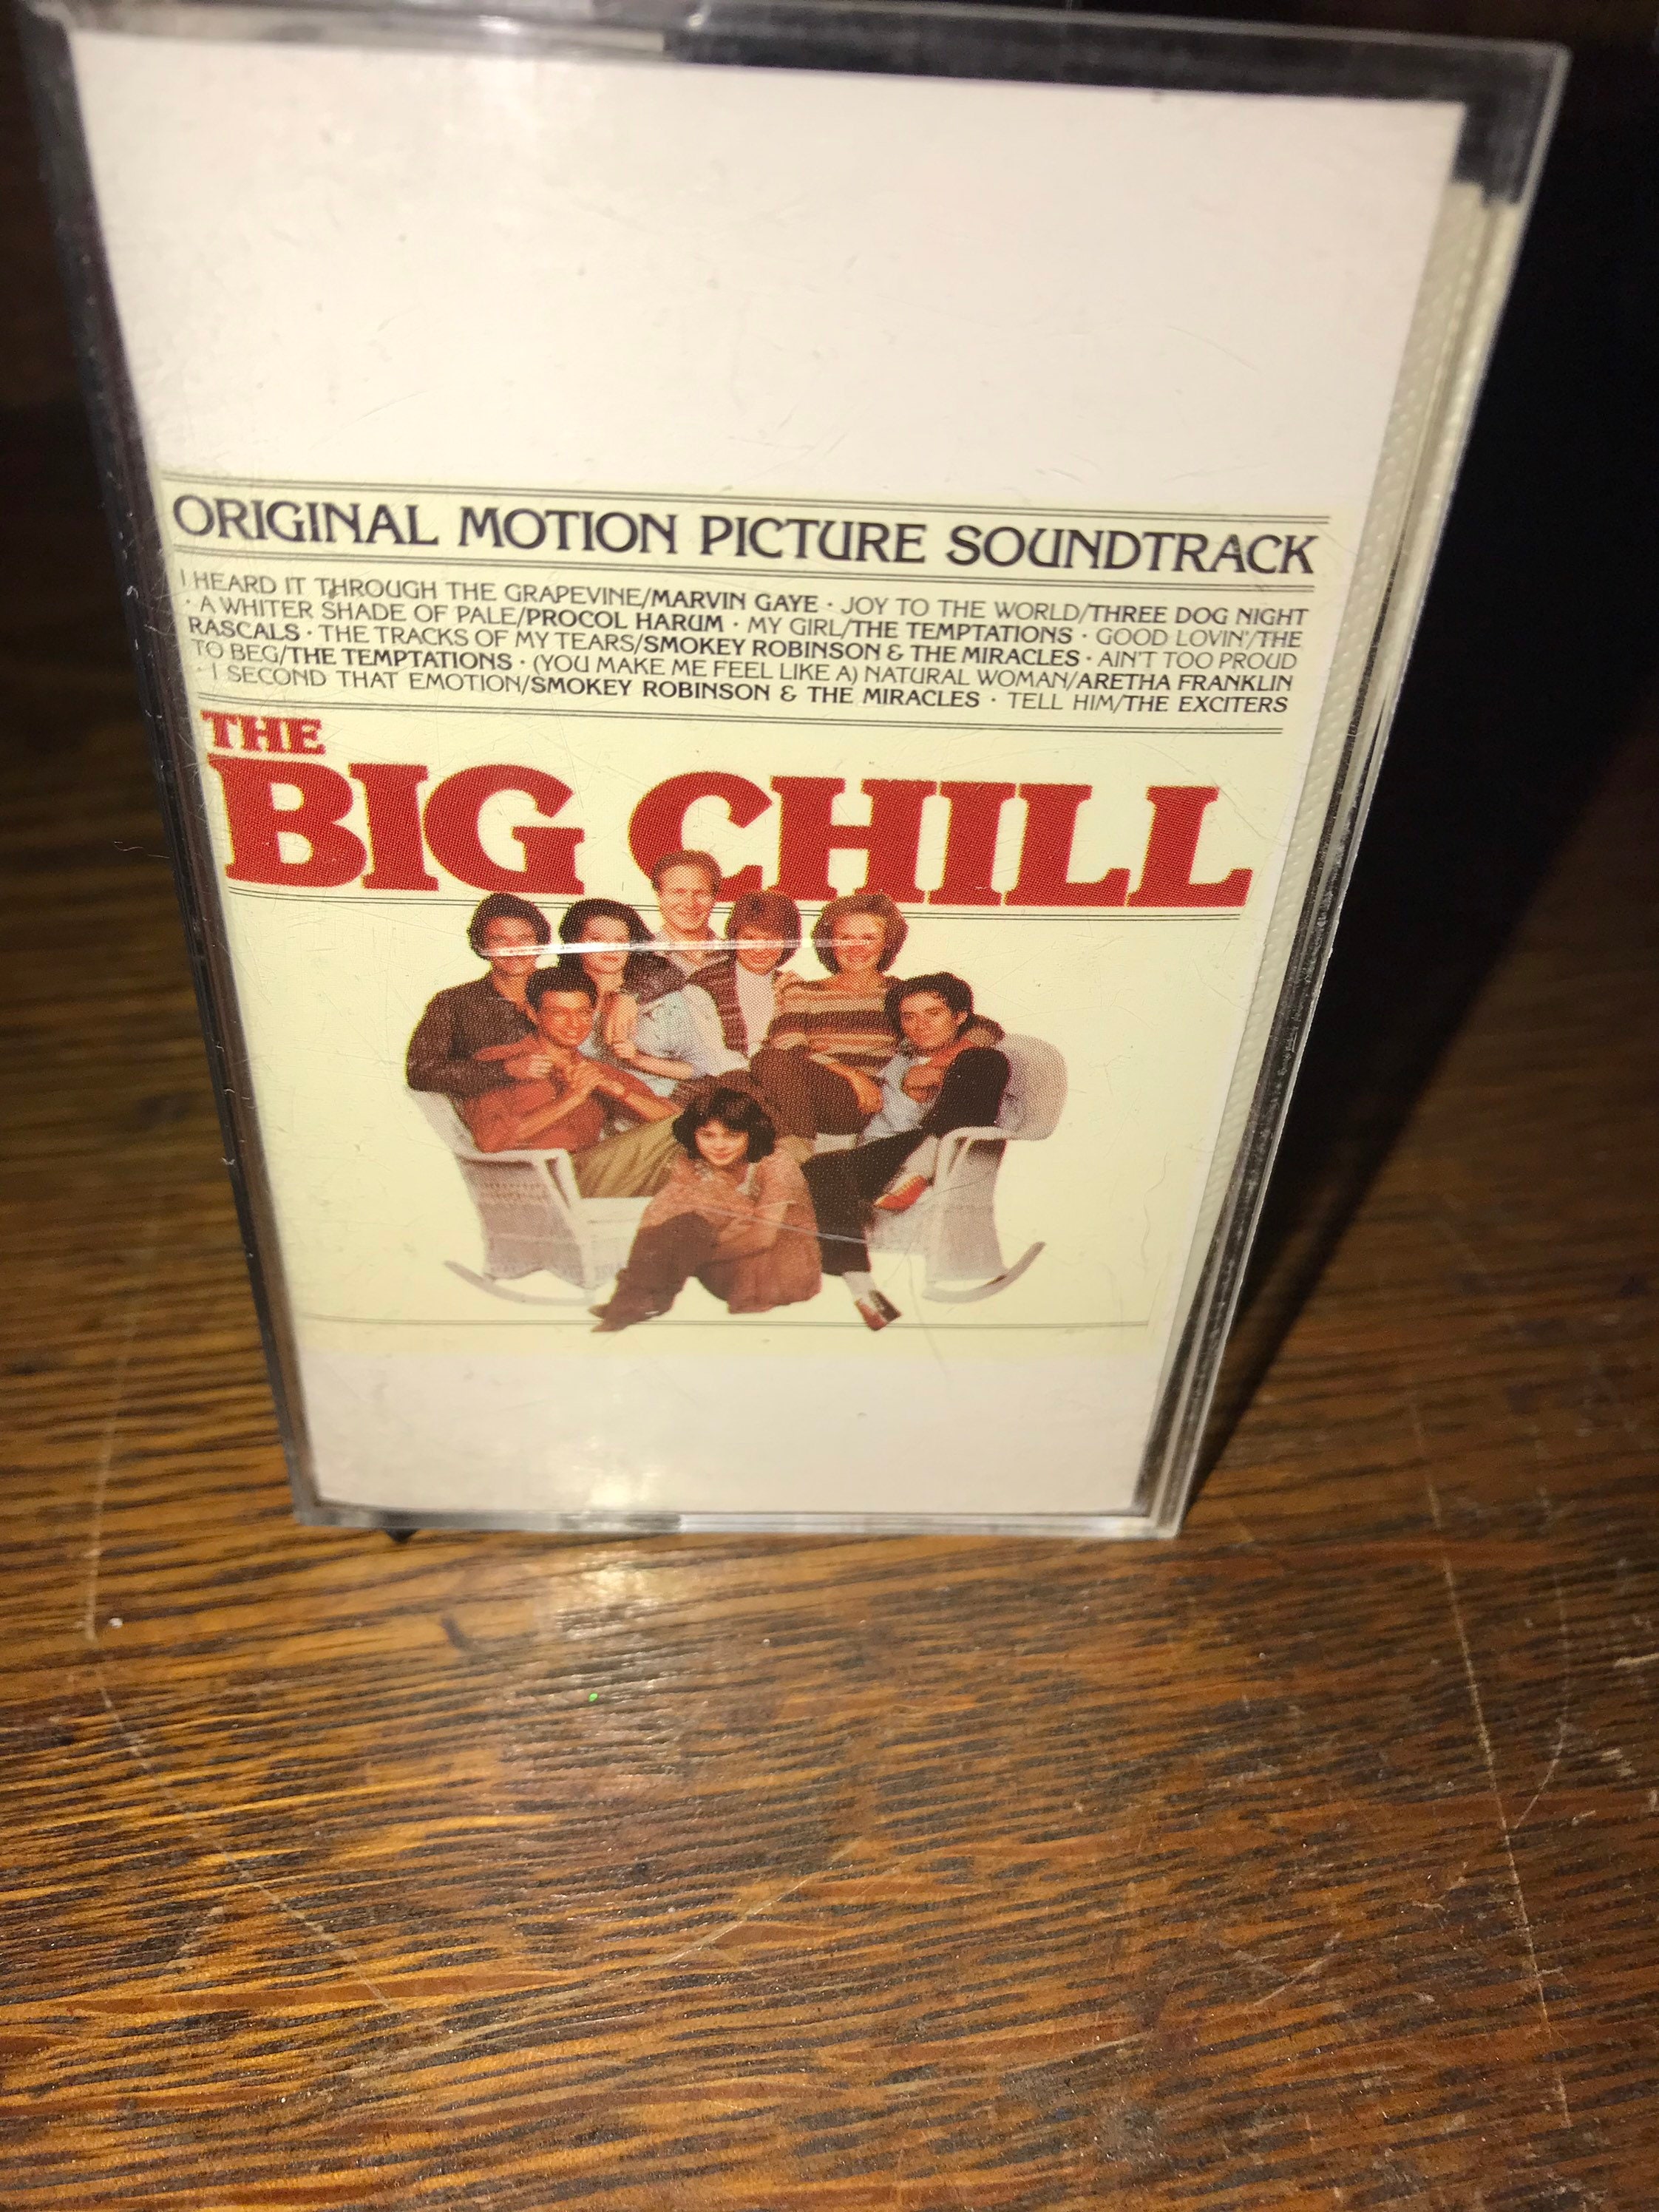 ORIGINAL MOTION PICTURE SOUNDTRACK
I HEARD IT THROUGH THE GRAPEVINE/MARVIN GAYE · JOY TO THE WORLD/THREE DOG NIGHT
· A WHITER SHADE OF PALE/PROCOL HARUM · MY GIRL/THE TEMPTATIONS · GOOD LOVIN'/THE
RASCALS · THE TRACKS OF MY TEARS/SMOKEY ROBINSON & THE MIRACLES · AIN'T TOO PROUD
TO BEG/THE TEMPTATIONS · (YOU MAKE ME FEEL LIKE A) NATURAL WOMAN/ARETHA FRANKLIN
· I SECOND THAT EMOTION/SMOKEY ROBINSON & THE MIRACLES · TELL HIM/THE EXCITERS
THE
BIG CHILL